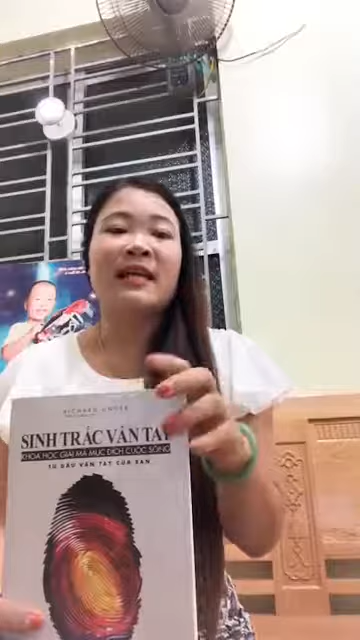 RICHARD UNGER
SINH TRẮC VÂN TAY
KHOA HỌC GIẢI MÃ MỤC ĐÍCH CUỘC SỐNG
TỪ DẤU VÂN TAY CỦA BẠN